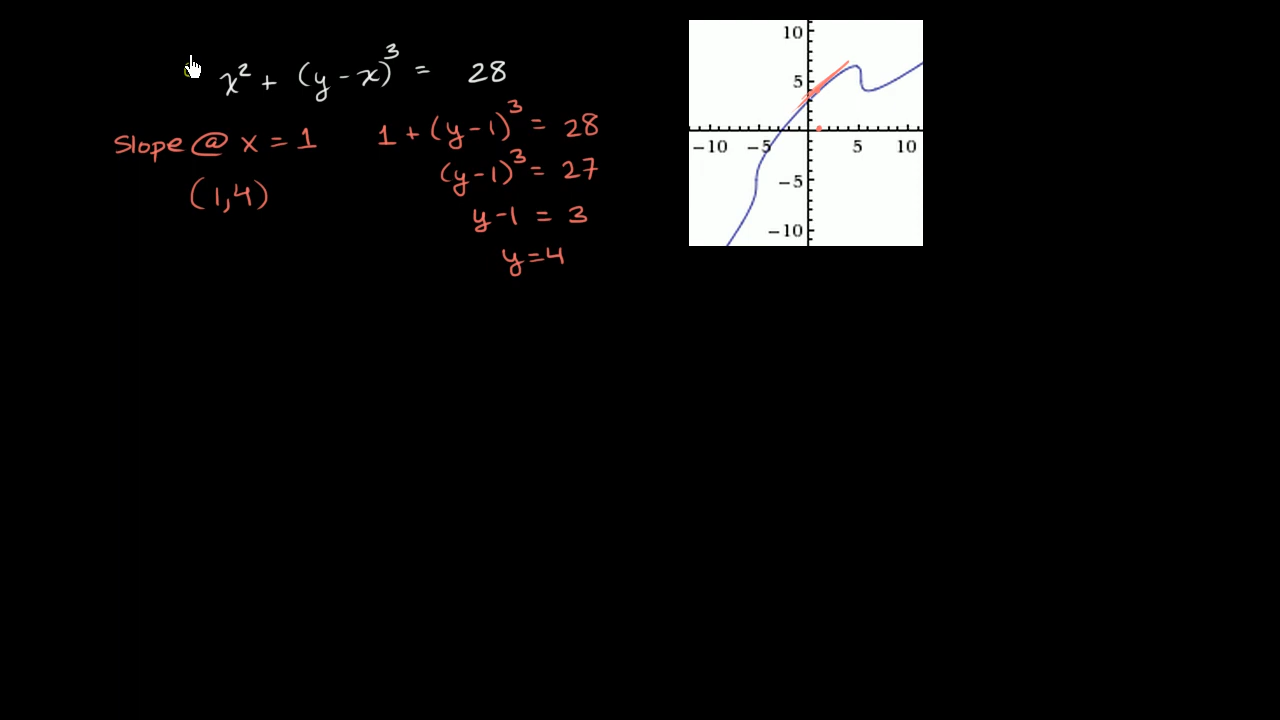 x² + (y - x)³ = 28
Slope @ x = 1
(1,4)
1 + (y - 1)³ = 28
(y - 1)³ = 27
y - 1 = 3
y = 4
10
5
-10 -5 5 10
-5
-10